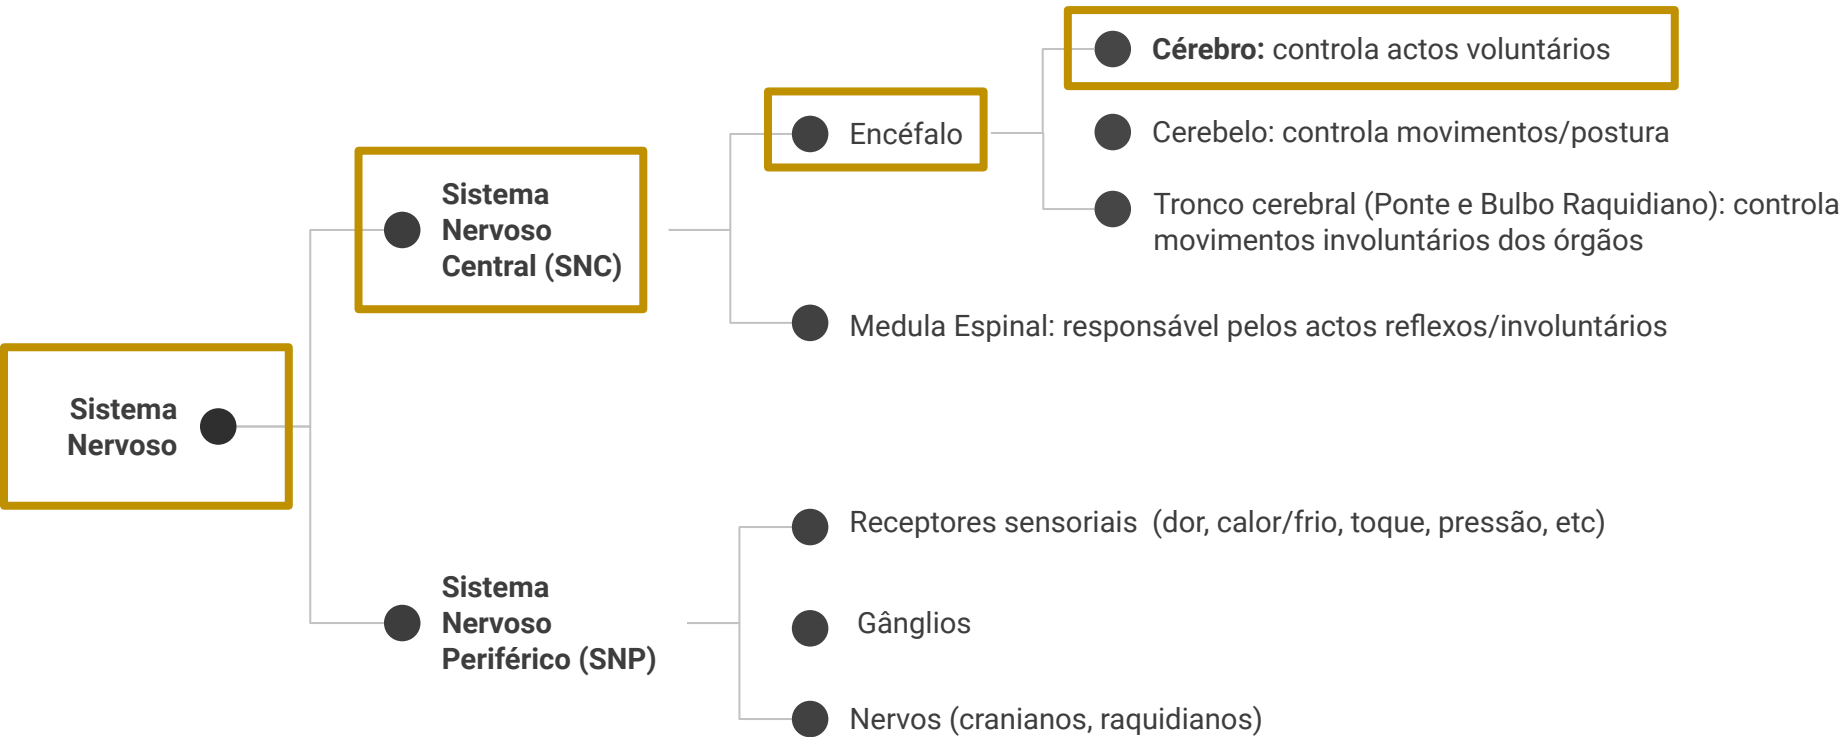 Cérebro: controla actos voluntários
Encéfalo
Cerebelo: controla movimentos/postura
Tronco cerebral (Ponte e Bulbo Raquidiano): controla
movimentos involuntários dos órgãos
Sistema
Nervoso
Central (SNC)
Medula Espinal: responsável pelos actos reflexos/involuntários
Sistema
Nervoso
Receptores sensoriais (dor, calor/frio, toque, pressão, etc)
Sistema
Nervoso
Periférico (SNP)
Gânglios
Nervos (cranianos, raquidianos)